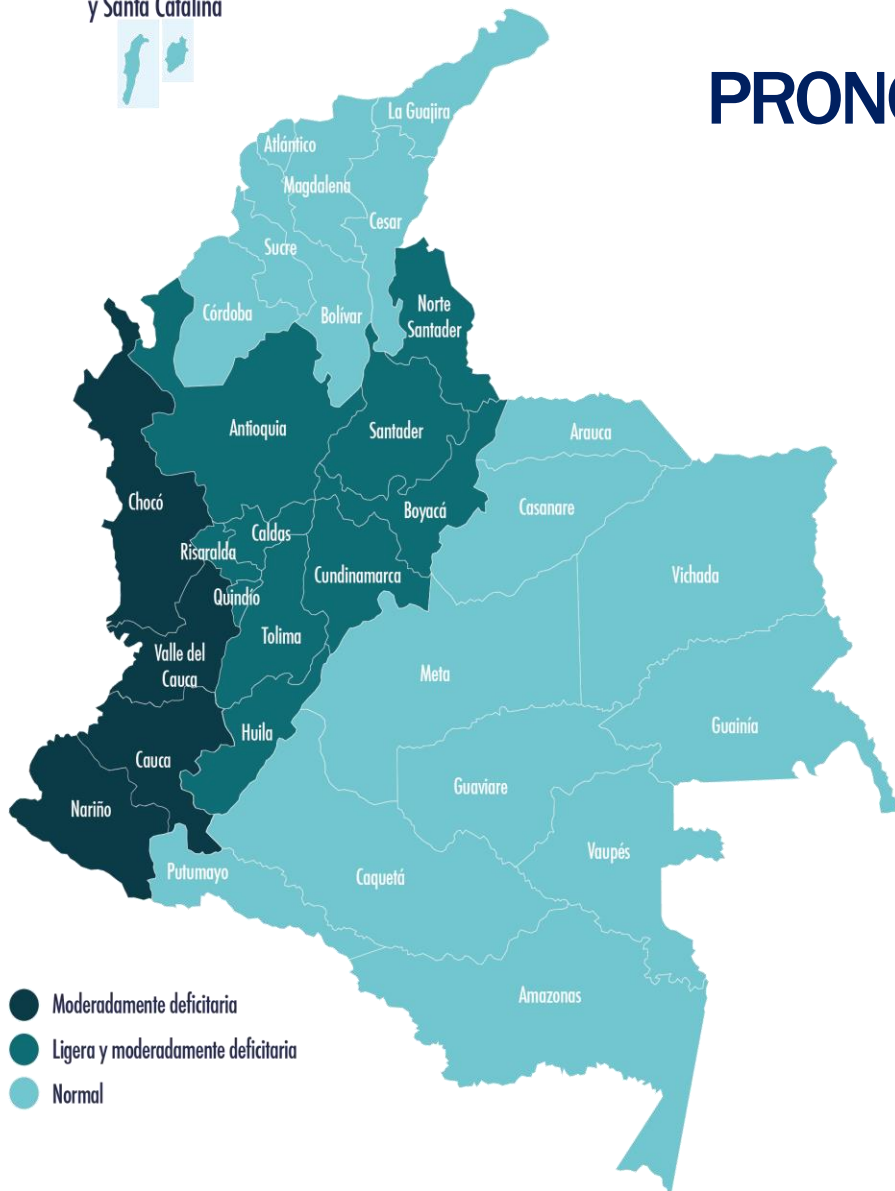 y Santa Catalina
PRONO
La Guajira
Atlántico
Magdalena
Cesar
Sucre
Córdoba
Bolívar
Norte
Santader
Antioquia
Santader
Arauca
Chocó
Boyacá
Casanare
Caldas
Risaralda
Cundinamarca
Vichada
Quindío
Tolima
Valle del
Cauca
Meta
Huila
Guainía
Cauca
Guaviare
Nariño
Vaupés
Putumayo
Caquetá
Amazonas
Moderadamente deficitaria
Ligera y moderadamente deficitaria
Normal